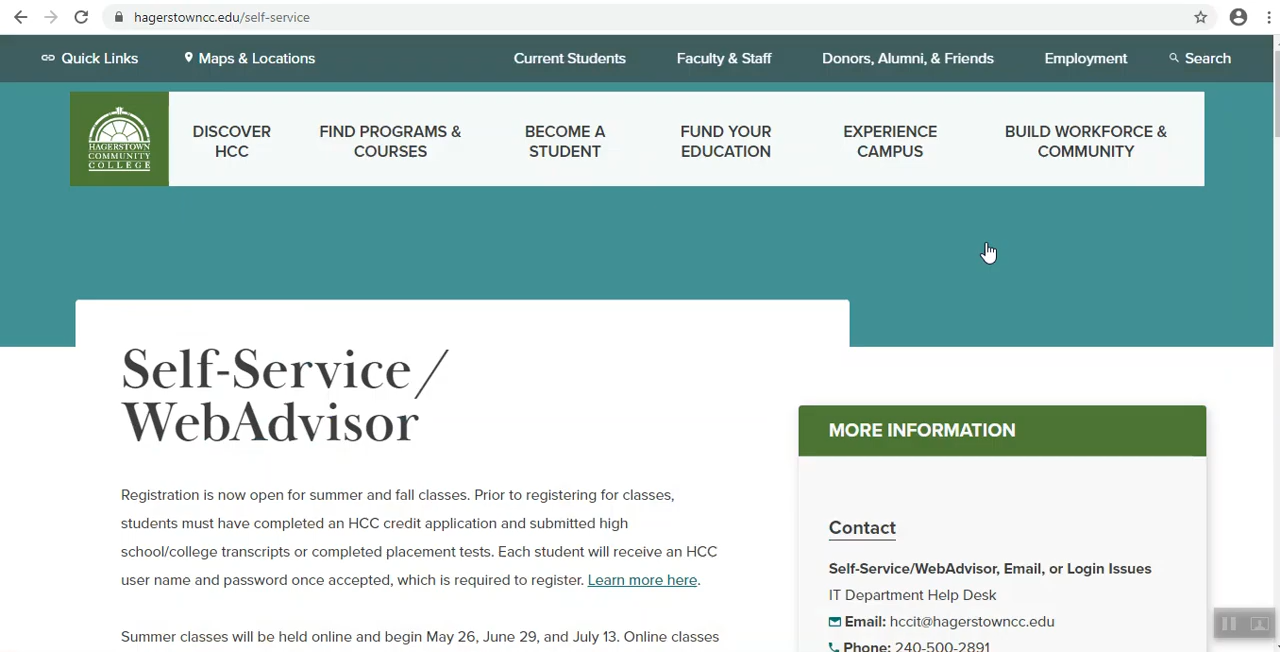 hagerstowncc.edu/self-service
Quick Links
Maps & Locations
Current Students
Faculty & Staff
Donors, Alumni, & Friends
Employment
Search
HAGERSTOWN
COMMUNITY
COLLEGE
DISCOVER
HCC
FIND PROGRAMS &
COURSES
BECOME A
STUDENT
FUND YOUR
EDUCATION
EXPERIENCE
CAMPUS
BUILD WORKFORCE &
COMMUNITY
Self-Service /
WebAdvisor
Registration is now open for summer and fall classes. Prior to registering for classes,
students must have completed an HCC credit application and submitted high
school/college transcripts or completed placement tests. Each student will receive an HCC
user name and password once accepted, which is required to register. Learn more here.
Summer classes will be held online and begin May 26, June 29, and July 13. Online classes
MORE INFORMATION
Contact
Self-Service/WebAdvisor, Email, or Login Issues
IT Department Help Desk
Email: hccit@hagerstowncc.edu
Phone: 240-500-2891